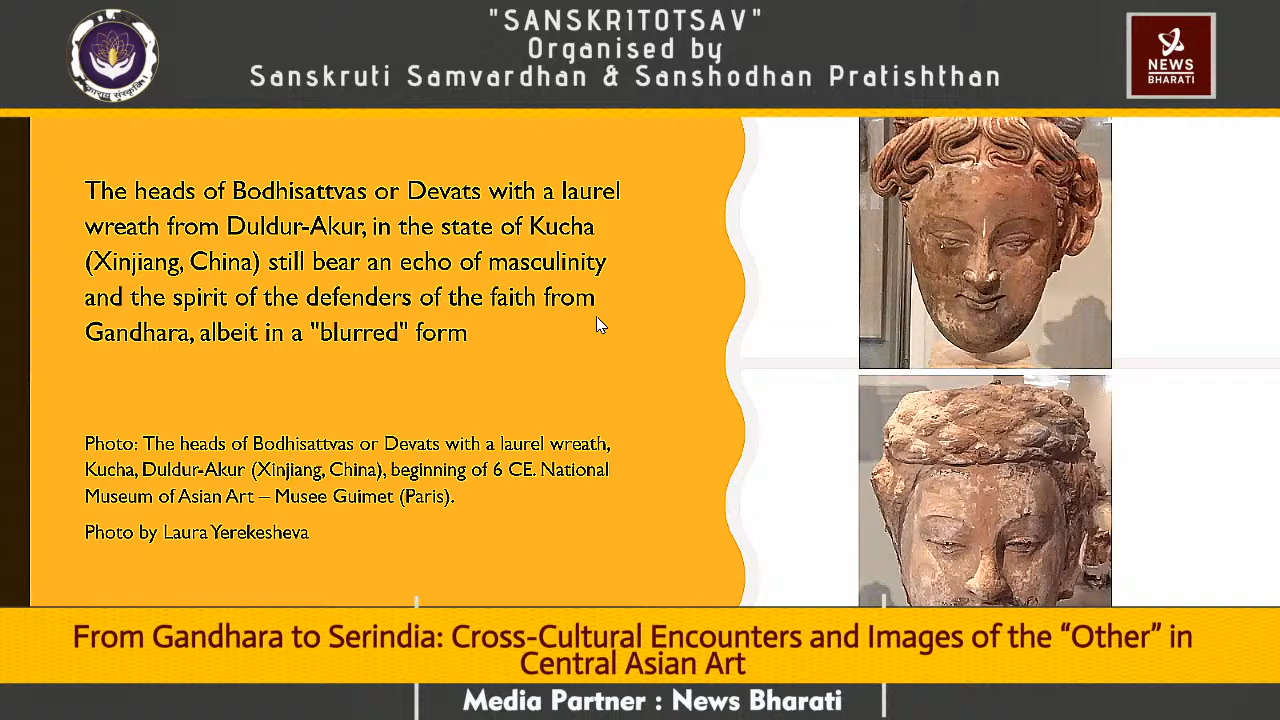 "SANSKRITOTSAV"
Organised by
Sanskruti Samvardhan & Sanshodhan Pratishthan
NEWS
BHARATI
The heads of Bodhisattvas or Devats with a laurel
wreath from Duldur-Akur, in the state of Kucha
(Xinjiang, China) still bear an echo of masculinity
and the spirit of the defenders of the faith from
Gandhara, albeit in a "blurred" form
Photo: The heads of Bodhisattvas or Devats with a laurel wreath,
Kucha, Duldur-Akur (Xinjiang, China), beginning of 6 CE. National
Museum of Asian Art – Musee Guimet (Paris).
Photo by Laura Yerekesheva
From Gandhara to Serindia: Cross-Cultural Encounters and Images of the “Other” in
Central Asian Art
Media Partner : News Bharati